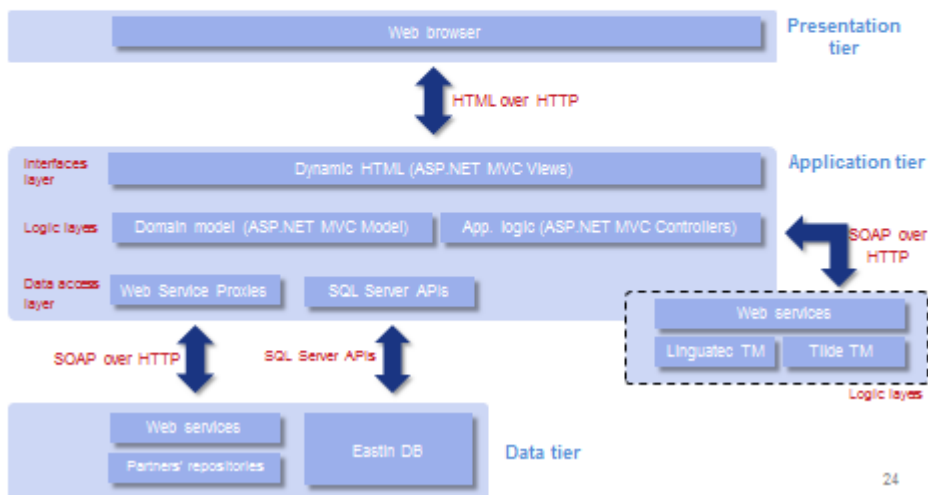 Web browser
Presentation
tier
HTML over HTTP
Interfaces
layer
Dynamic HTML (ASP.NET MVC Views)
Application tier
Logic layes
Domain model (ASP.NET MVC Model)
App. logic (ASP.NET MVC Controllers)
SOAP over
HTTP
Data access
layer
Web Service Proxies
SQL Server APIs
Web services
Linguatec TM
Tilde TM
Logic layes
SOAP over HTTP
SQL Server APIs
Web services
Partners' repositories
Eastin DB
Data tier
24